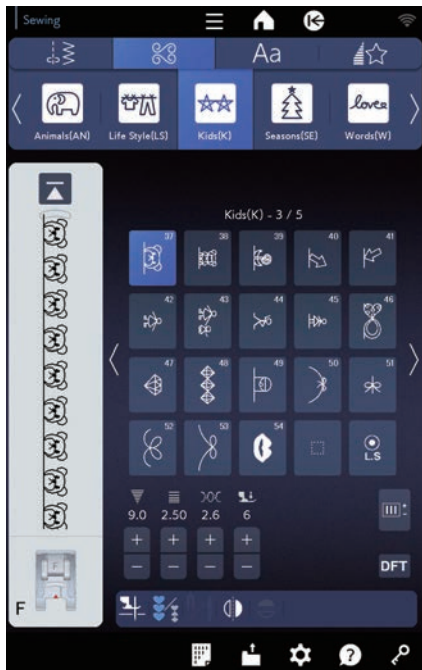 Sewing
Aa
Animals(AN) Life Style(LS) Kids(K) Seasons(SE) Words(W)
love
Kids(K) - 3 / 5
37 38 39 40 41
42 43 44 45 46
47 48 49 50 51
52 53 54
L.S
9.0 2.50 2.6 6
+ + + +
− − − −
DFT
F
?